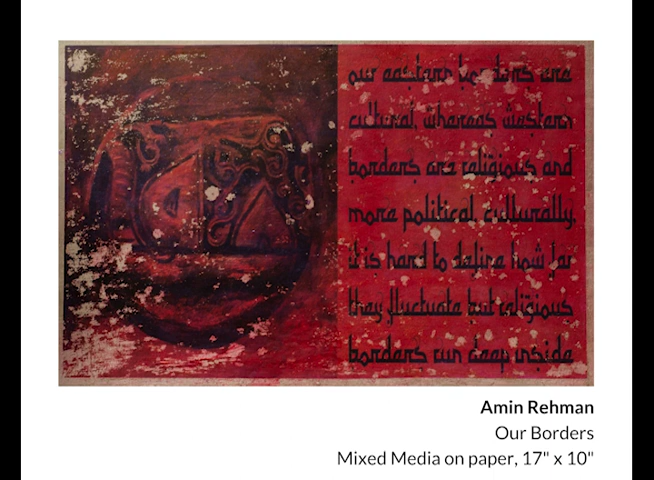 our eastern borders are
cultural, whereas western
borders are religious and
more political. culturally,
it is hard to define how far
they fluctuate but religious
borders run deep inside
Amin Rehman
Our Borders
Mixed Media on paper, 17" x 10"